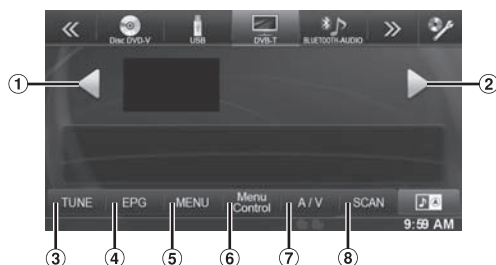 Disc DVD-V USB DVB-T BLUETOOTH-AUDIO
1 2
TUNE EPG MENU Menu Control A / V SCAN
9:59 AM
3 4 5 6 7 8